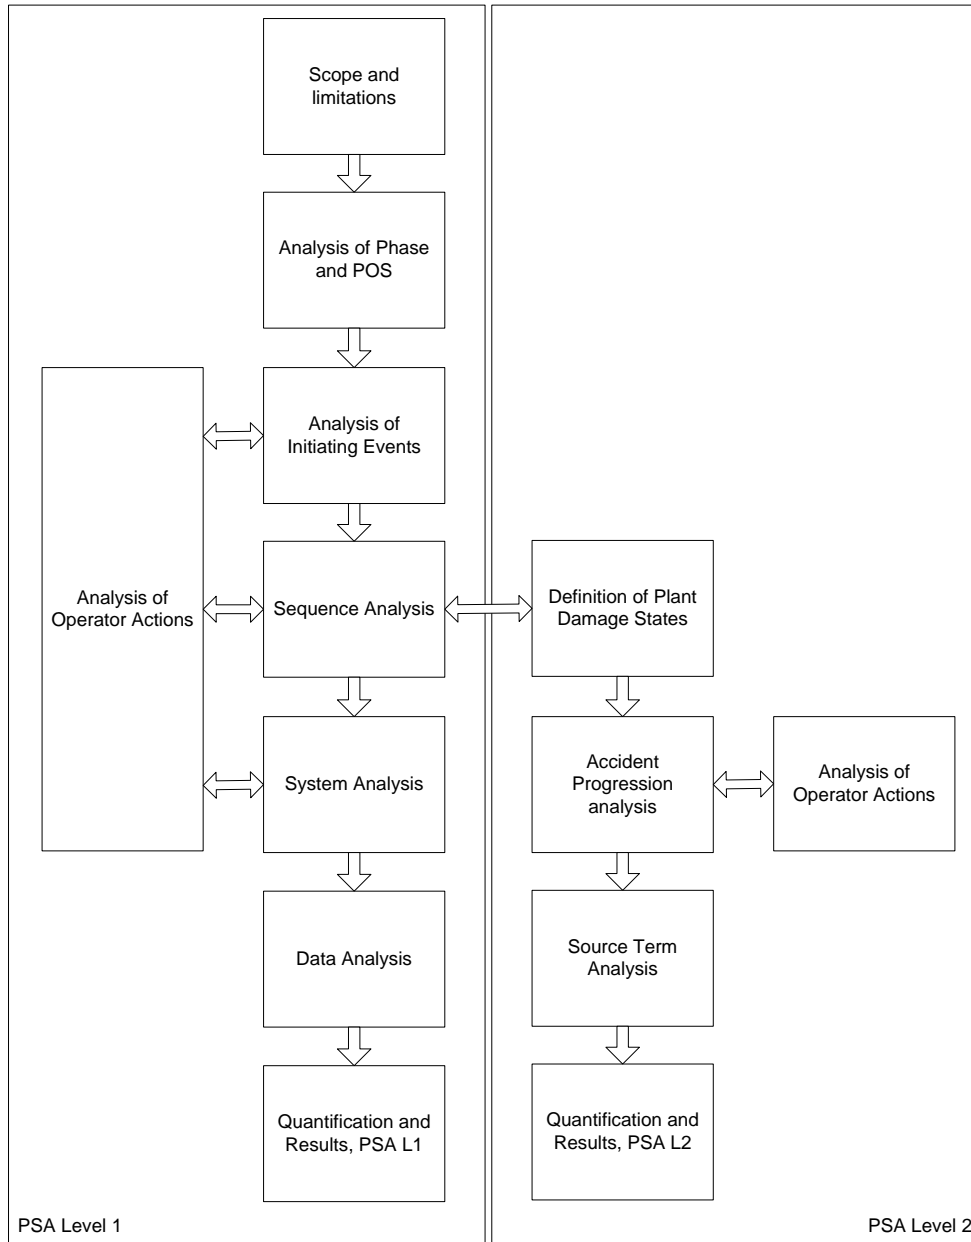 Scope and
limitations
Analysis of Phase
and POS
Analysis of
Initiating Events
Analysis of
Operator Actions
Sequence Analysis
Definition of Plant
Damage States
System Analysis
Accident
Progression
analysis
Analysis of
Operator Actions
Data Analysis
Source Term
Analysis
Quantification and
Results, PSA L1
Quantification and
Results, PSA L2
PSA Level 1
PSA Level 2